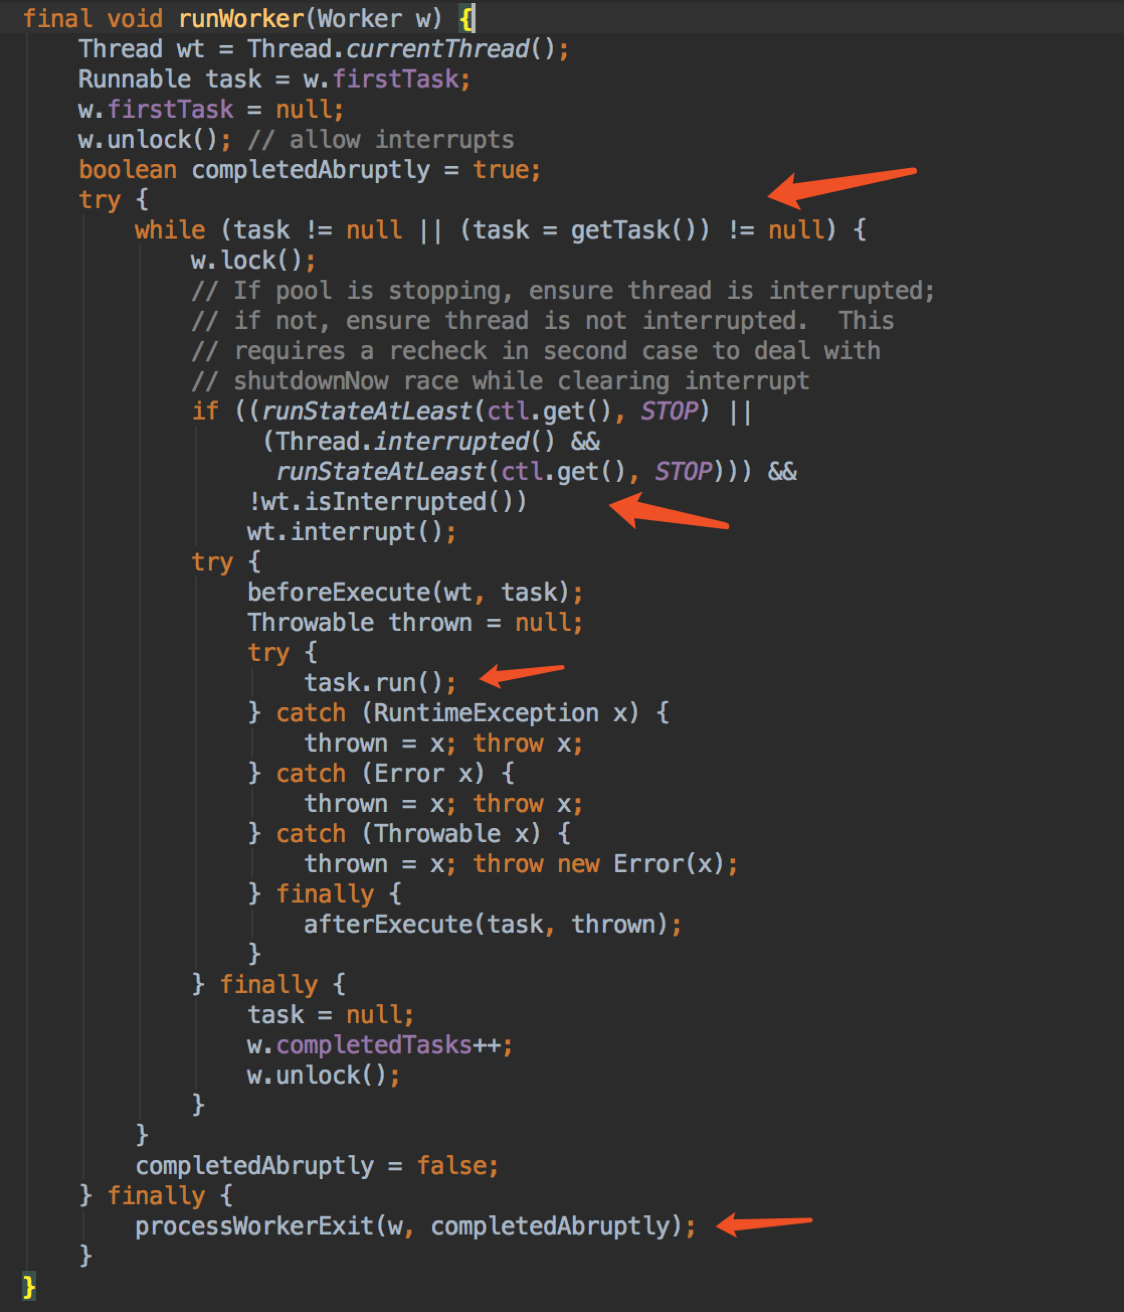 final void runWorker(Worker w) {
    Thread wt = Thread.currentThread();
    Runnable task = w.firstTask;
    w.firstTask = null;
    w.unlock(); // allow interrupts
    boolean completedAbruptly = true;
    try {
        while (task != null || (task = getTask()) != null) {
            w.lock();
            // If pool is stopping, ensure thread is interrupted;
            // if not, ensure thread is not interrupted.  This
            // requires a recheck in second case to deal with
            // shutdownNow race while clearing interrupt
            if ((runStateAtLeast(ctl.get(), STOP) ||
                 (Thread.interrupted() &&
                  runStateAtLeast(ctl.get(), STOP))) &&
                !wt.isInterrupted())
                wt.interrupt();
            try {
                beforeExecute(wt, task);
                Throwable thrown = null;
                try {
                    task.run();
                } catch (RuntimeException x) {
                    thrown = x; throw x;
                } catch (Error x) {
                    thrown = x; throw x;
                } catch (Throwable x) {
                    thrown = x; throw new Error(x);
                } finally {
                    afterExecute(task, thrown);
                }
            } finally {
                task = null;
                w.completedTasks++;
                w.unlock();
            }
        }
        completedAbruptly = false;
    } finally {
        processWorkerExit(w, completedAbruptly);
    }
}